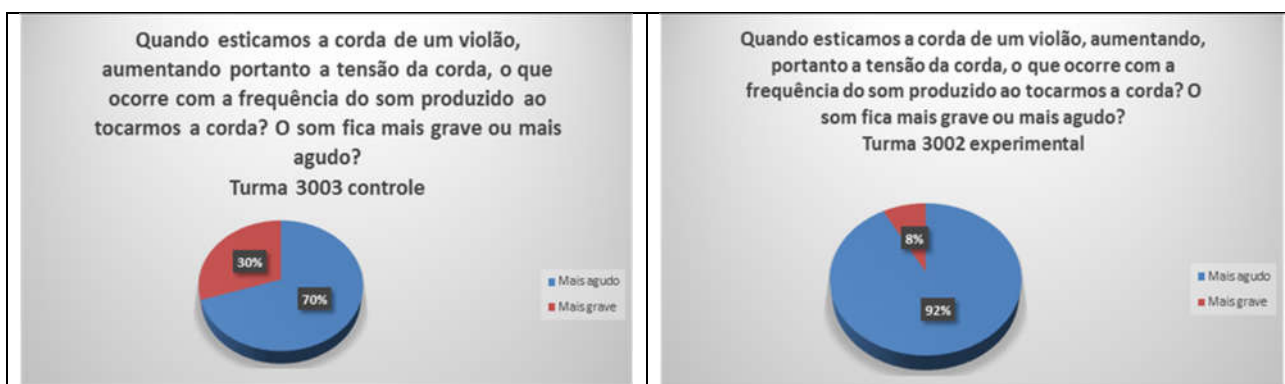 Quando esticamos a corda de um violão,
aumentando portanto a tensão da corda, o que
ocorre com a frequência do som produzido ao
tocarmos a corda? O som fica mais grave ou mais
agudo?
Turma 3003 controle
30%
70%
Mais agudo
Mais grave
Quando esticamos a corda de um violão, aumentando,
portanto a tensão da corda, o que ocorre com a
frequência do som produzido ao tocarmos a corda? O
som fica mais grave ou mais agudo?
Turma 3002 experimental
8%
92%
Mais agudo
Mais grave